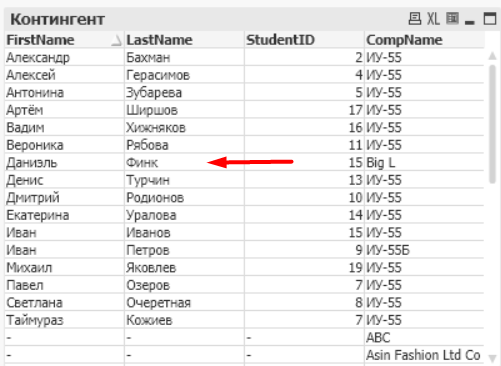 Контингент XL
FirstName LastName StudentID CompName
Александр Бахман 2 ИУ-55
Алексей Герасимов 4 ИУ-55
Антонина Зубарева 5 ИУ-55
Артём Ширшов 17 ИУ-55
Вадим Хижняков 16 ИУ-55
Вероника Рябова 11 ИУ-55
Даниэль Финк 15 Big L
Денис Турчин 13 ИУ-55
Дмитрий Родионов 10 ИУ-55
Екатерина Уралова 14 ИУ-55
Иван Иванов 15 ИУ-55
Иван Петров 9 ИУ-55Б
Михаил Яковлев 19 ИУ-55
Павел Озеров 7 ИУ-55
Светлана Очеретная 8 ИУ-55
Таймураз Кожиев 7 ИУ-55
- - - ABC
- - - Asin Fashion Ltd Co